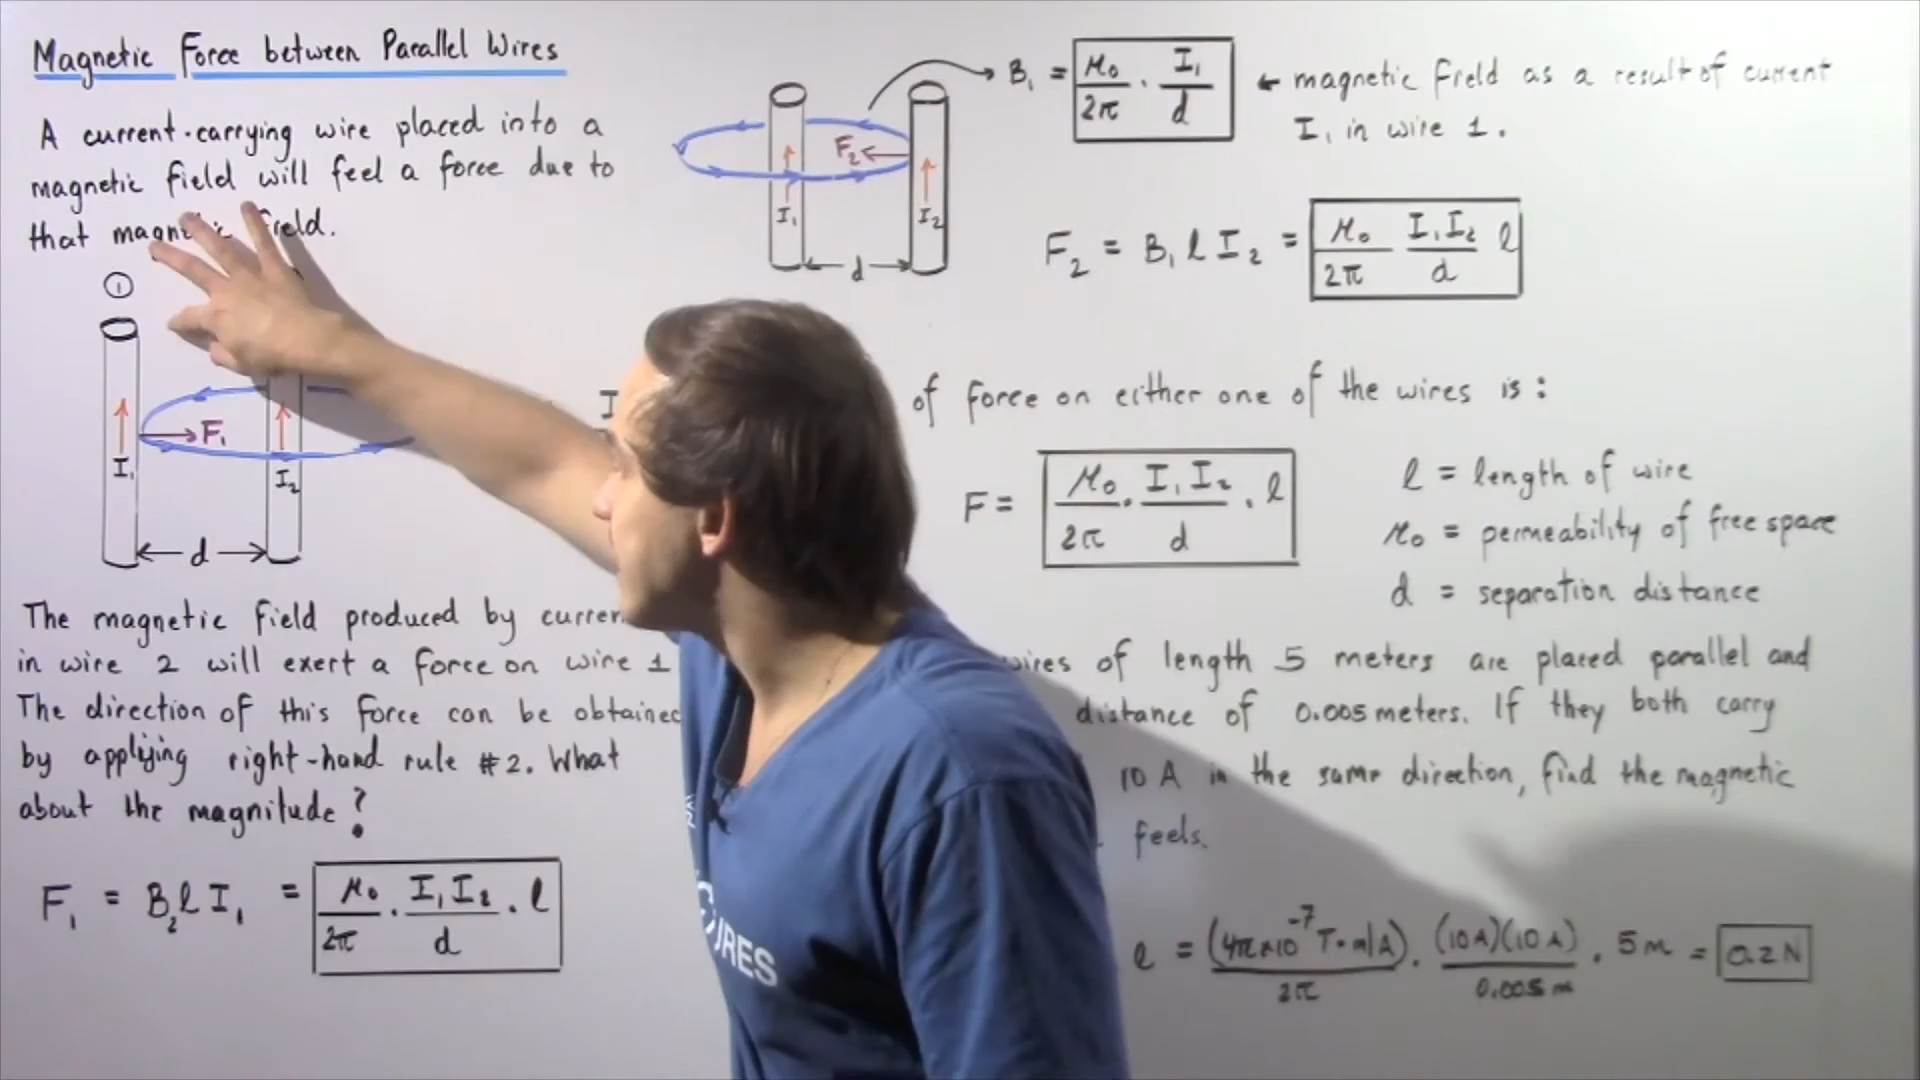 Magnetic Force between Parallel Wires
A current-carrying wire placed into a
magnetic field will feel a force due to
that magnetic field.
①
I₁
F₁
I₂
d
The magnetic field produced by
in wire 2 will exert a force on wire 1
The direction of this force can be obtained
by applying right-hand rule #2. What
about the magnitude?
F₁ = B₂ l I₁ = μ₀/2π · I₁I₂/d · l
I₁
F₂
I₂
d
B₁ = μ₀/2π · I₁/d ← magnetic field as a result of current
I₁ in wire 1.
F₂ = B₁ l I₂ = μ₀/2π I₁I₂/d l
of force on either one of the wires is:
F = μ₀/2π · I₁I₂/d · l
l = length of wire
μ₀ = permeability of free space
d = separation distance
wires of length 5 meters are placed parallel and
distance of 0.005 meters. If they both carry
10 A in the same direction, find the magnetic
feels.
l = (4π×10⁻⁷ T·m/A)/2π · (10A)(10A)/0.005m · 5m = 0.2N
URES